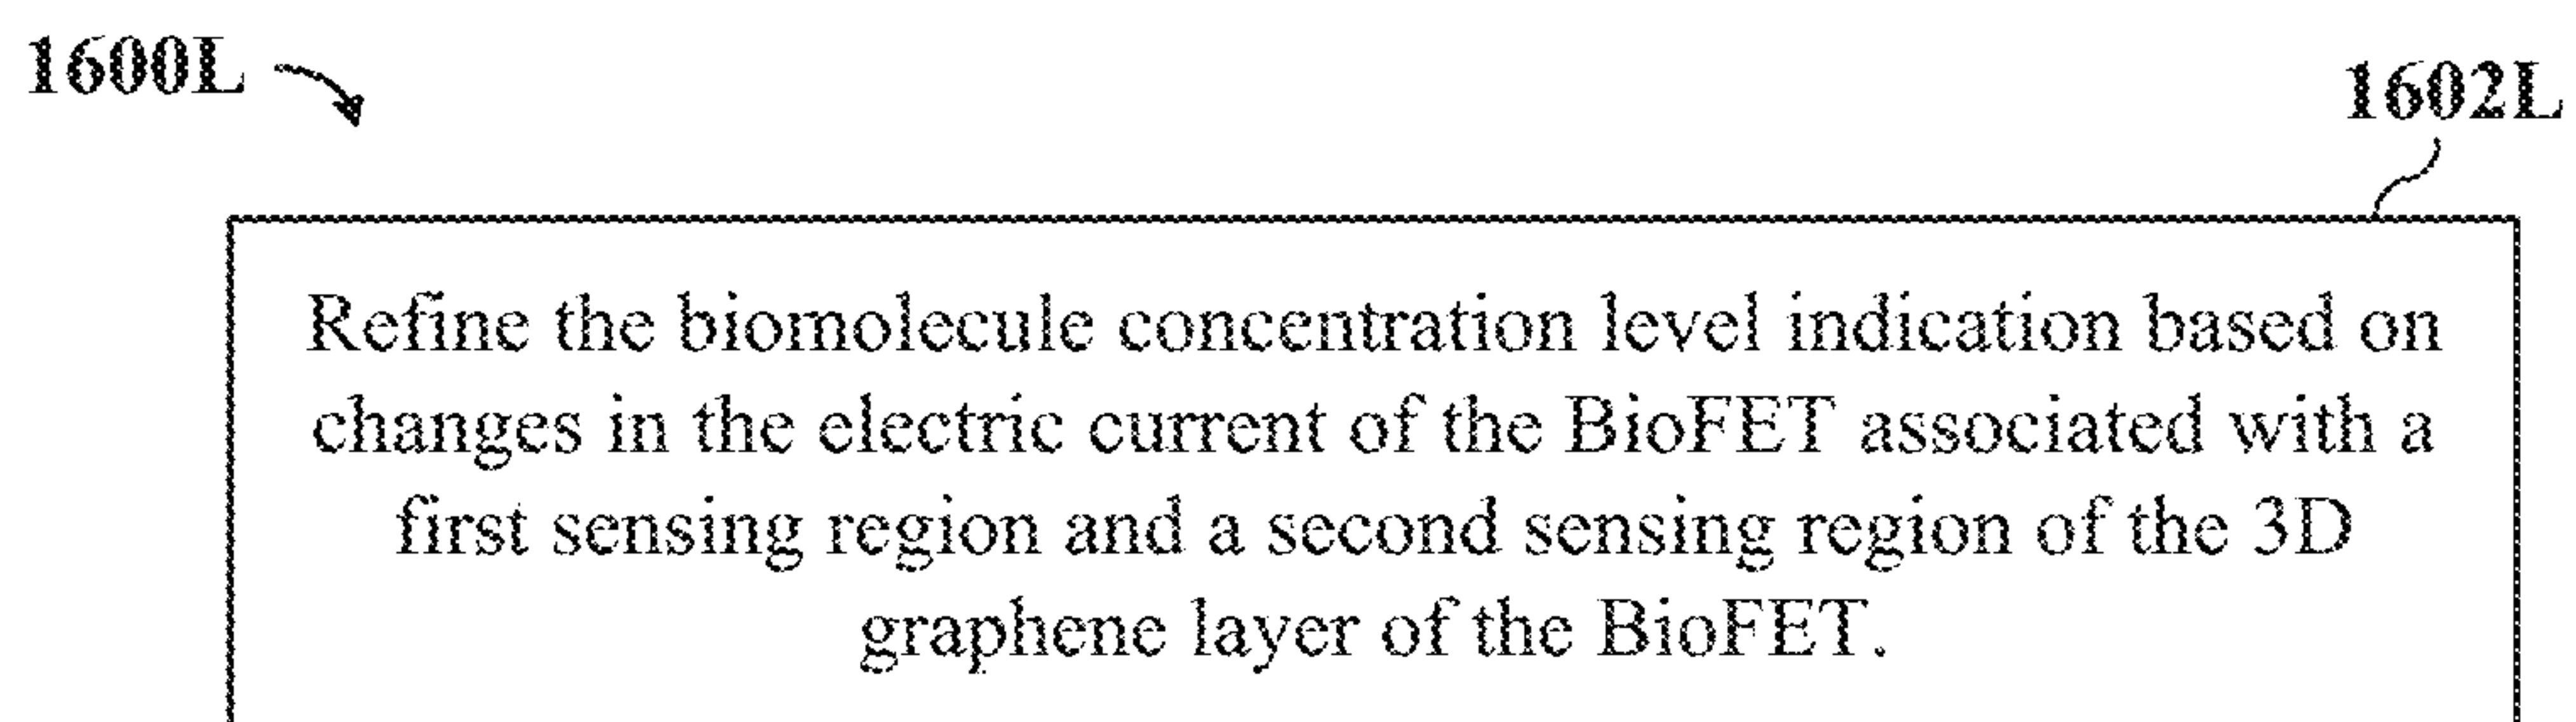 1600L
1602L
Refine the biomolecule concentration level indication based on
changes in the electric current of the BioFET associated with a
first sensing region and a second sensing region of the 3D
graphene layer of the BioFET.